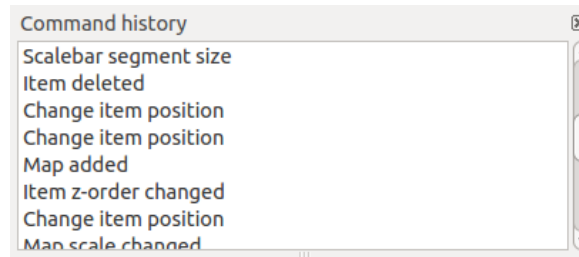 Command history
Scalebar segment size
Item deleted
Change item position
Change item position
Map added
Item z-order changed
Change item position
Map scale changed